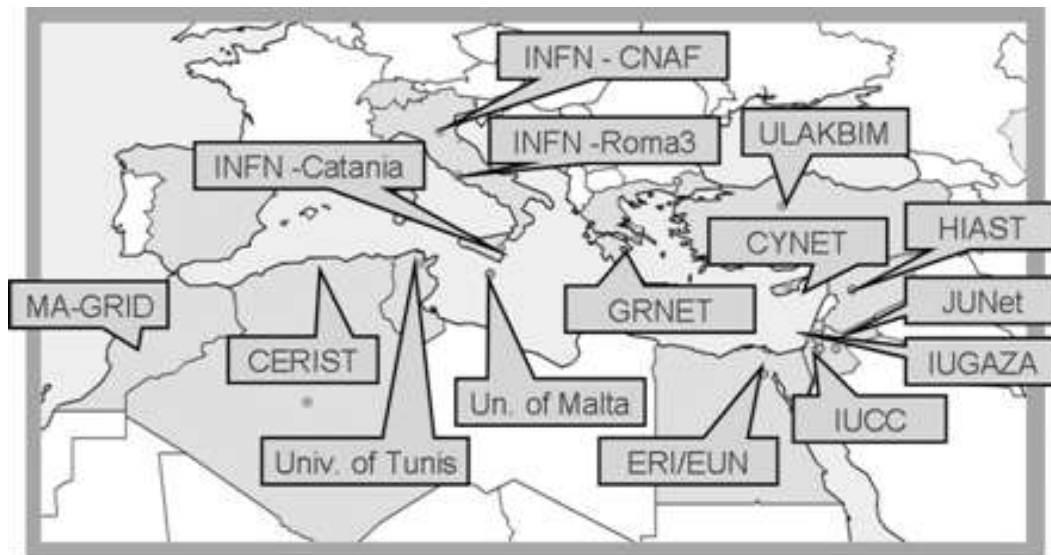 INFN - CNAF
ULAKBIM
INFN -Roma3
INFN -Catania
HIAST
CYNET
MA-GRID
JUNet
GRNET
CERIST
IUGAZA
Un. of Malta
IUCC
Univ. of Tunis
ERI/EUN